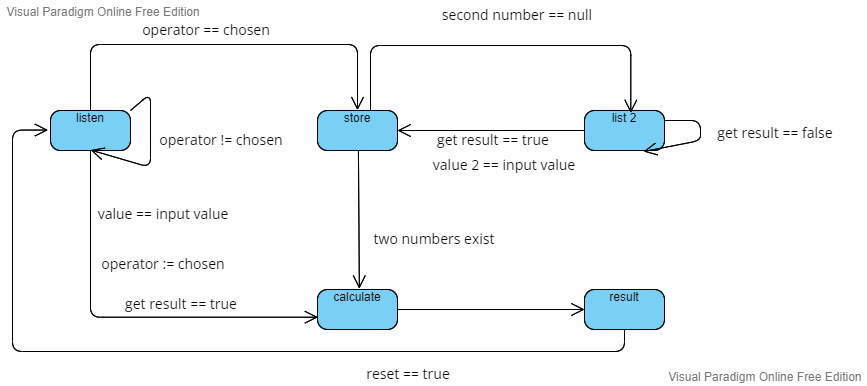 Visual Paradigm Online Free Edition
second number == null
operator == chosen
listen
store
list 2
operator != chosen
get result == true
get result == false
value 2 == input value
value == input value
two numbers exist
operator := chosen
get result == true
calculate
result
reset == true
Visual Paradigm Online Free Edition